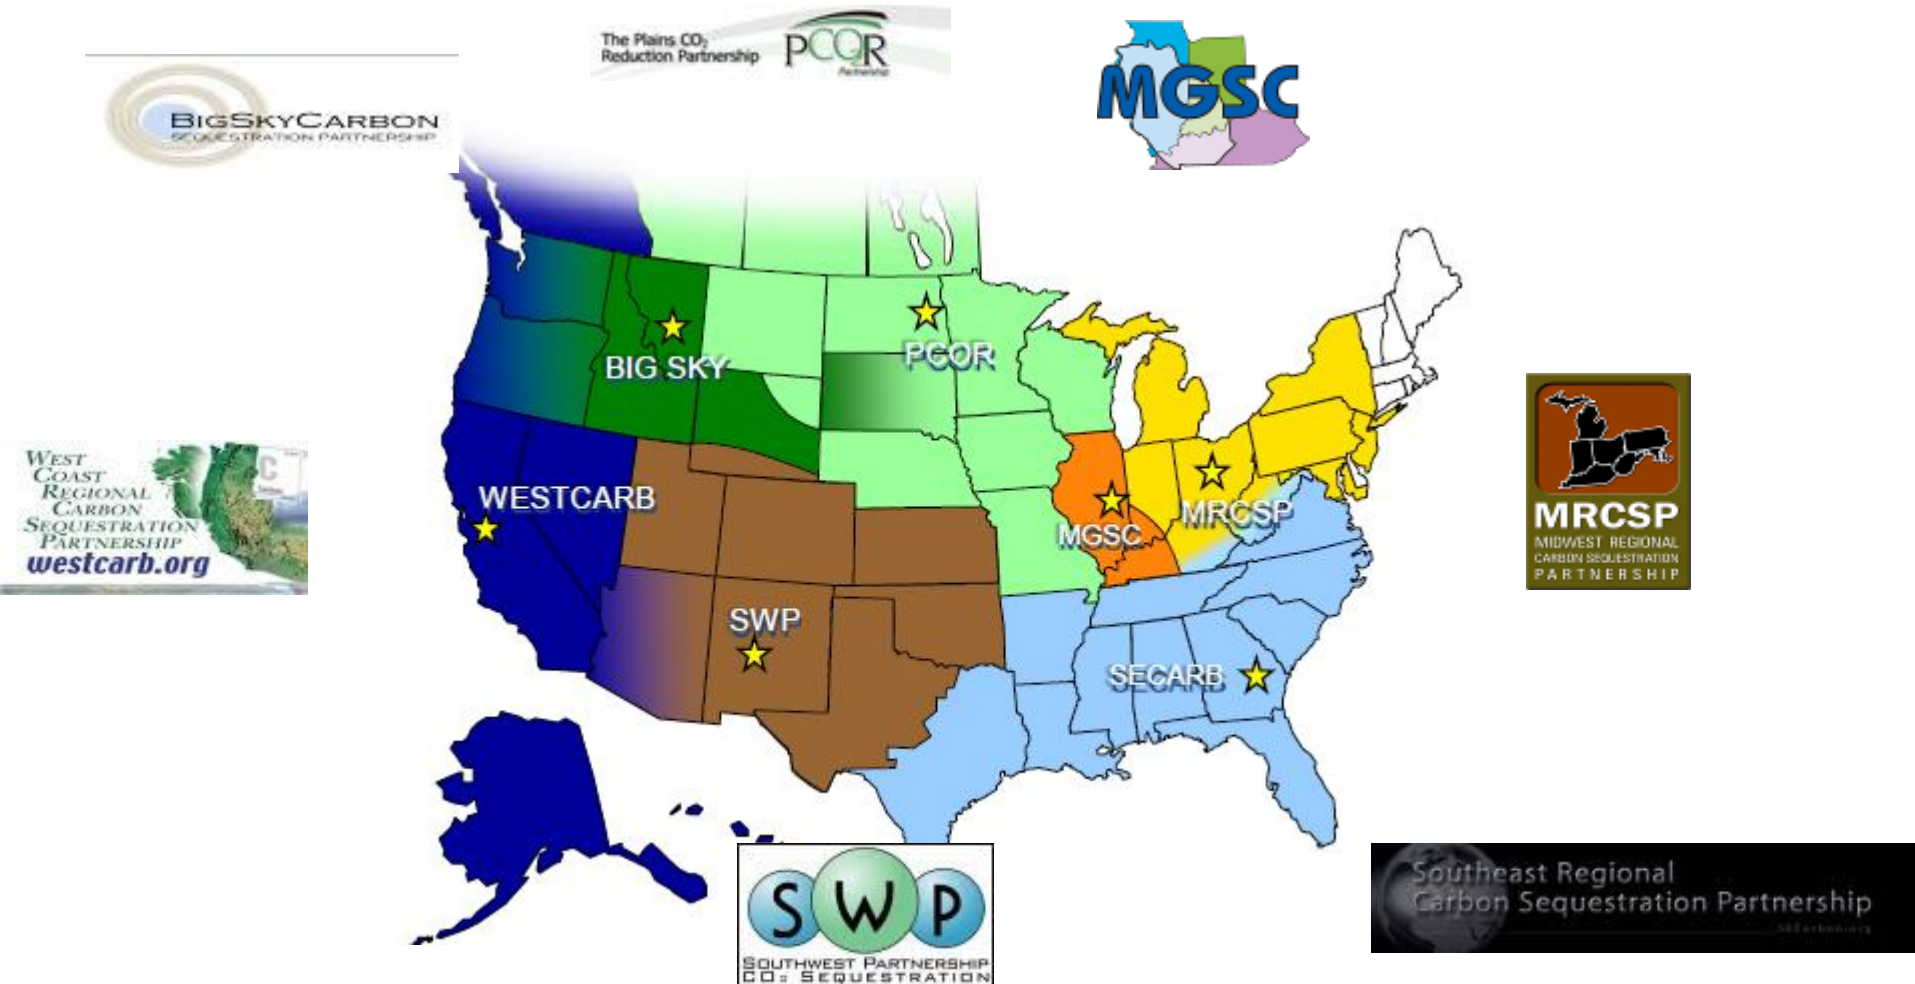 The Plains CO₂
Reduction Partnership
PCO₂R
Partnership
MGSC
BIGSKYCARBON
SEQUESTRATION PARTNERSHIP
BIG SKY
PCOR
WEST
COAST
REGIONAL
CARBON
SEQUESTRATION
PARTNERSHIP
westcarb.org
C
WESTCARB
MGSC
MRCSP
MRCSP
MIDWEST REGIONAL
CARBON SEQUESTRATION
PARTNERSHIP
SWP
SECARB
SWP
SOUTHWEST PARTNERSHIP
CO₂ SEQUESTRATION
Southeast Regional
Carbon Sequestration Partnership